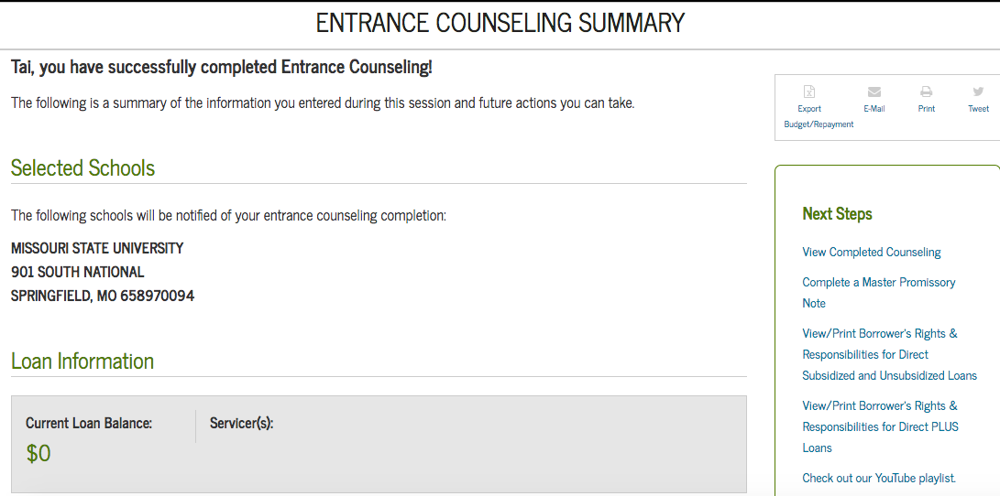 ENTRANCE COUNSELING SUMMARY
Tai, you have successfully completed Entrance Counseling!
The following is a summary of the information you entered during this session and future actions you can take.
Selected Schools
The following schools will be notified of your entrance counseling completion:
MISSOURI STATE UNIVERSITY
901 SOUTH NATIONAL
SPRINGFIELD, MO 658970094
Loan Information
Current Loan Balance:
$0
Servicer(s):
Export
Budget/Repayment
E-Mail
Print
Tweet
Next Steps
View Completed Counseling
Complete a Master Promissory
Note
View/Print Borrower's Rights &
Responsibilities for Direct
Subsidized and Unsubsidized Loans
View/Print Borrower's Rights &
Responsibilities for Direct PLUS
Loans
Check out our YouTube playlist.